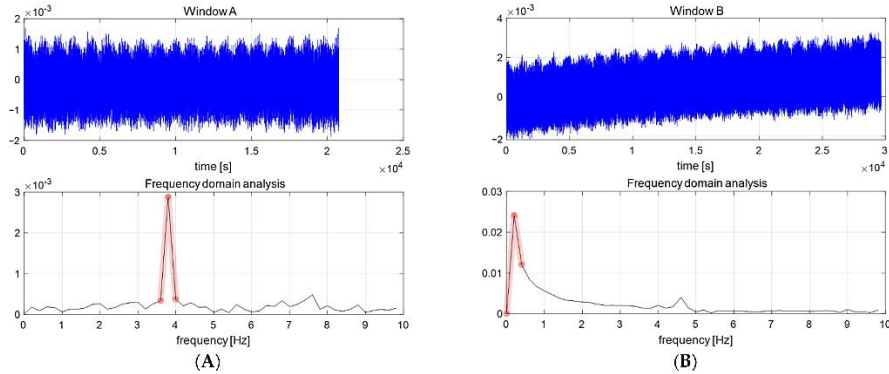 Window A
×10⁻³
2
1
0
−1
−2
0 0.5 1 1.5 2 2.5
time [s]
×10⁴
Frequency domain analysis
×10⁻³
3
2
1
0
0 1 2 3 4 5 6 7 8 9 10
frequency [Hz]
(A)
Window B
×10⁻³
4
2
0
−2
0 0.5 1 1.5 2 2.5 30
time [s]
×10⁴
Frequency domain analysis
0.03
0.02
0.01
0
0 1 2 3 4 5 6 7 8 9 10
frequency [Hz]
(B)